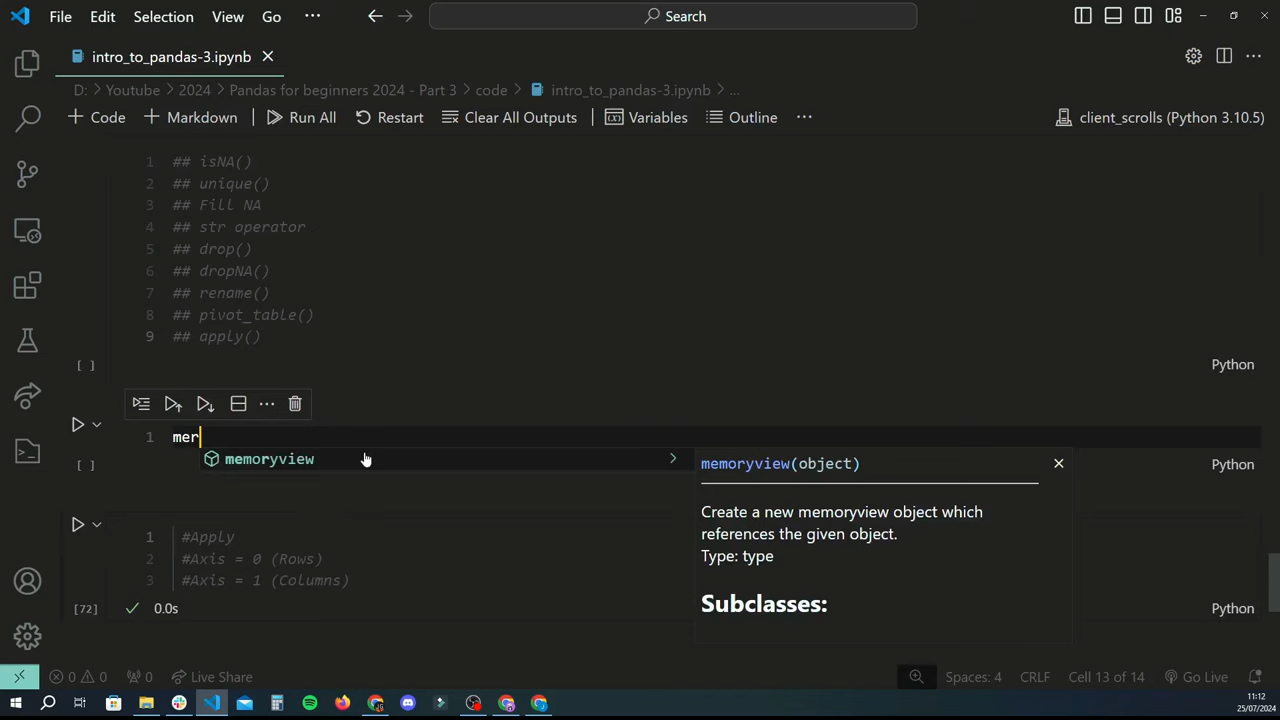 File Edit Selection View Go ··· Search
intro_to_pandas-3.ipynb
D: > Youtube > 2024 > Pandas for beginners 2024 - Part 3 > code > intro_to_pandas-3.ipynb > ...
+ Code + Markdown Run All Restart Clear All Outputs Variables Outline ··· client_scrolls (Python 3.10.5)
1 ## isNA()
2 ## unique()
3 ## Fill NA
4 ## str operator
5 ## drop()
6 ## dropNA()
7 ## rename()
8 ## pivot_table()
9 ## apply()
[ ] Python
1 mer
memoryview
[ ] Python
memoryview(object)
Create a new memoryview object which
references the given object.
Type: type
Subclasses:
1 #Apply
2 #Axis = 0 (Rows)
3 #Axis = 1 (Columns)
[72] 0.0s Python
0 0 0 Live Share Spaces: 4 CRLF Cell 13 of 14 Go Live
11:12
25/07/2024